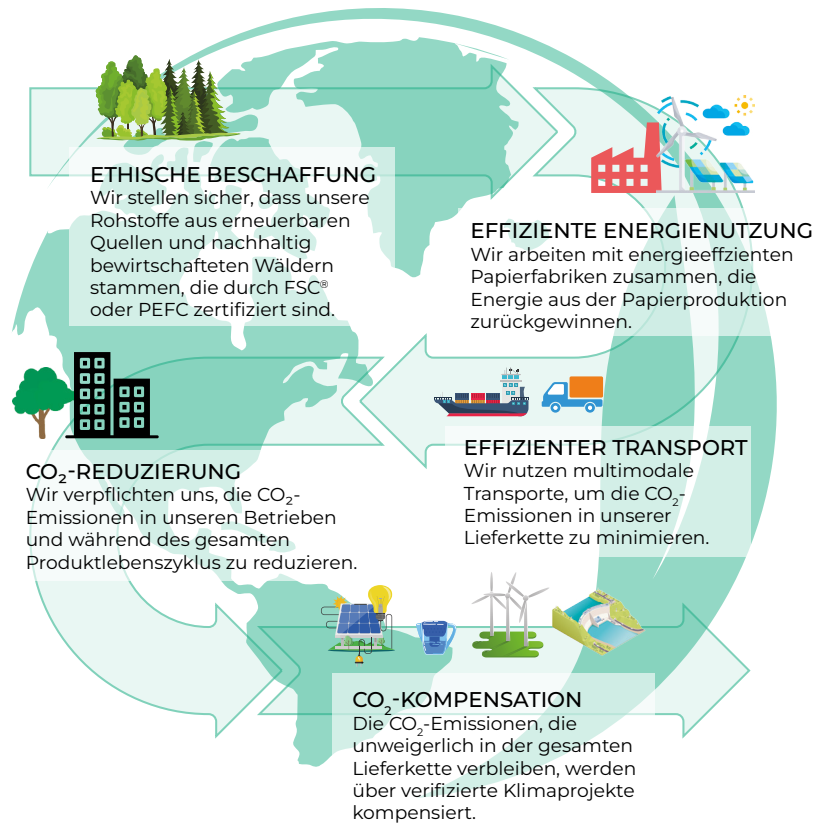 ETHISCHE BESCHAFFUNG
Wir stellen sicher, dass unsere
Rohstoffe aus erneuerbaren
Quellen und nachhaltig
bewirtschafteten Wäldern
stammen, die durch FSC®
oder PEFC zertifiziert sind.
EFFIZIENTE ENERGIENUTZUNG
Wir arbeiten mit energieeffzienten
Papierfabriken zusammen, die
Energie aus der Papierproduktion
zurückgewinnen.
EFFIZIENTER TRANSPORT
Wir nutzen multimodale
Transporte, um die CO₂-
Emissionen in unserer
Lieferkette zu minimieren.
CO₂-REDUZIERUNG
Wir verpflichten uns, die CO₂-
Emissionen in unseren Betrieben
und während des gesamten
Produktlebenszyklus zu reduzieren.
CO₂-KOMPENSATION
Die CO₂-Emissionen, die
unweigerlich in der gesamten
Lieferkette verbleiben, werden
über verifizierte Klimaprojekte
kompensiert.